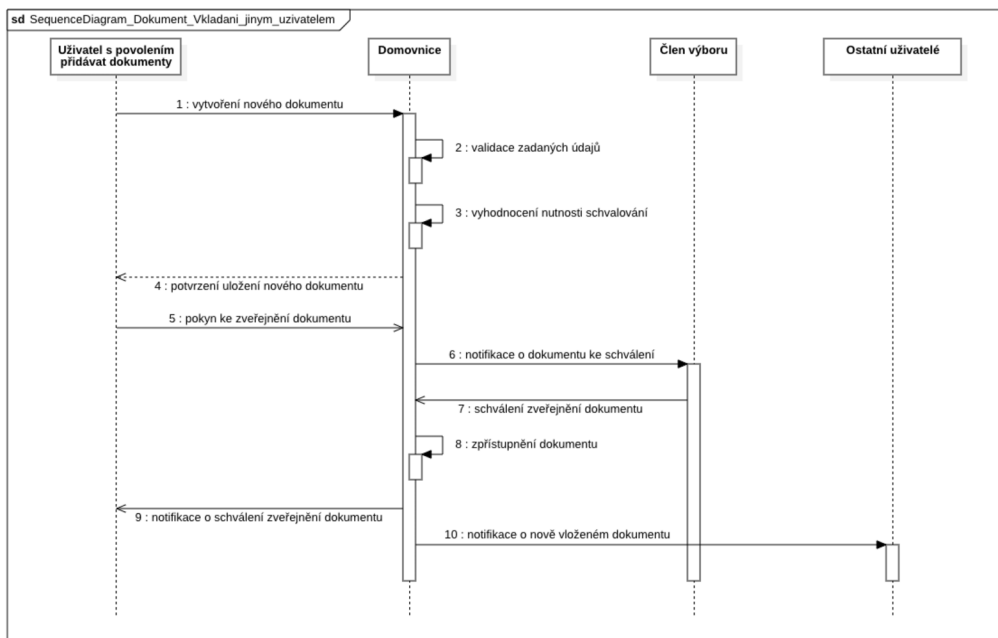 sd SequenceDiagram_Dokument_Vkladani_jinym_uzivatelem
Uživatel s povolením
přidávat dokumenty
Domovnice
Člen výboru
Ostatní uživatelé
1 : vytvoření nového dokumentu
2 : validace zadaných údajů
3 : vyhodnocení nutnosti schvalování
4 : potvrzení uložení nového dokumentu
5 : pokyn ke zveřejnění dokumentu
6 : notifikace o dokumentu ke schválení
7 : schválení zveřejnění dokumentu
8 : zpřístupnění dokumentu
9 : notifikace o schválení zveřejnění dokumentu
10 : notifikace o nově vloženém dokumentu